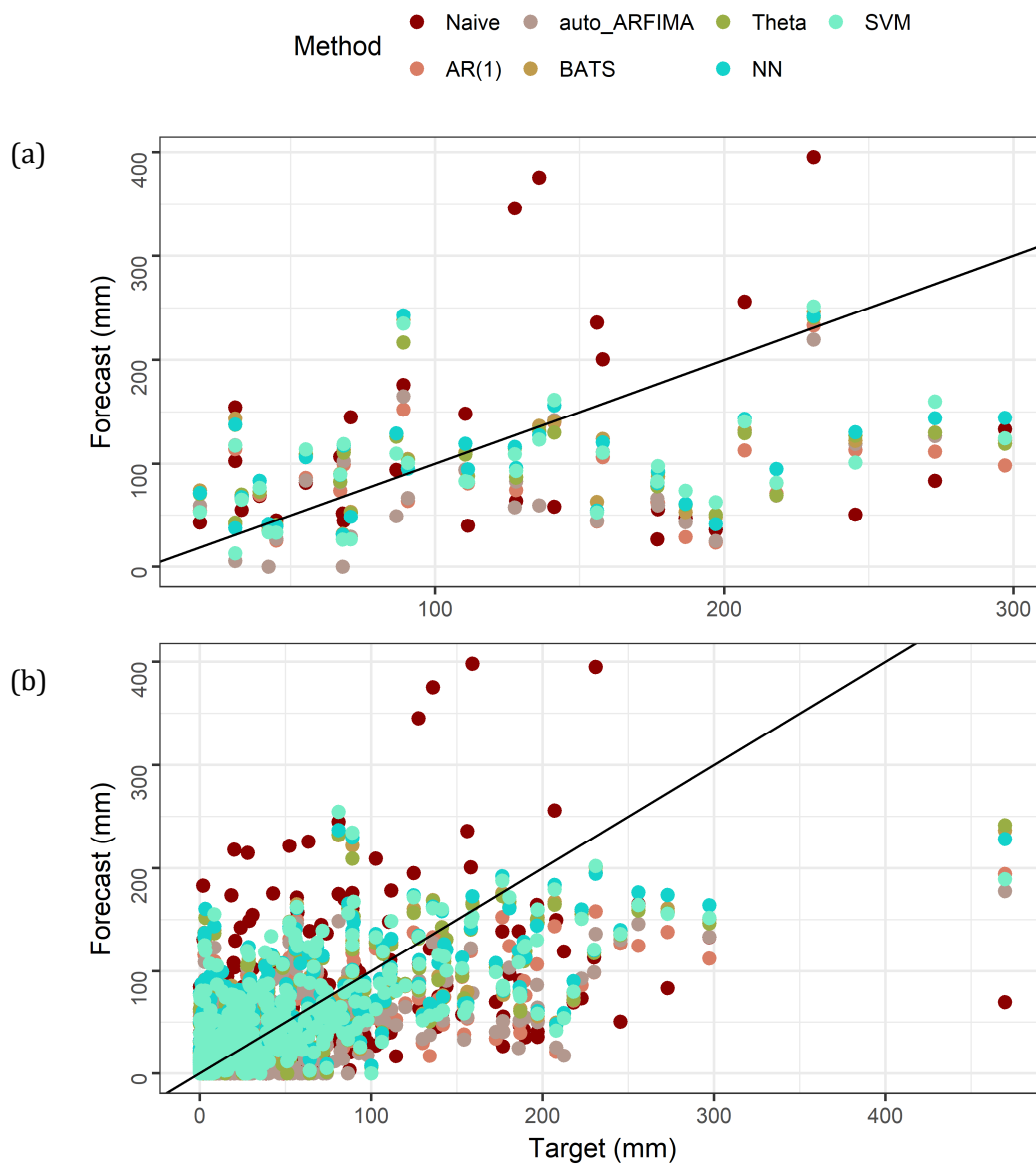 Method
Naive auto_ARFIMA Theta SVM
AR(1) BATS NN
(a)
Forecast (mm)
400
300
200
100
0
100 200 300
(b)
Forecast (mm)
400
300
200
100
0
0 100 200 300 400
Target (mm)